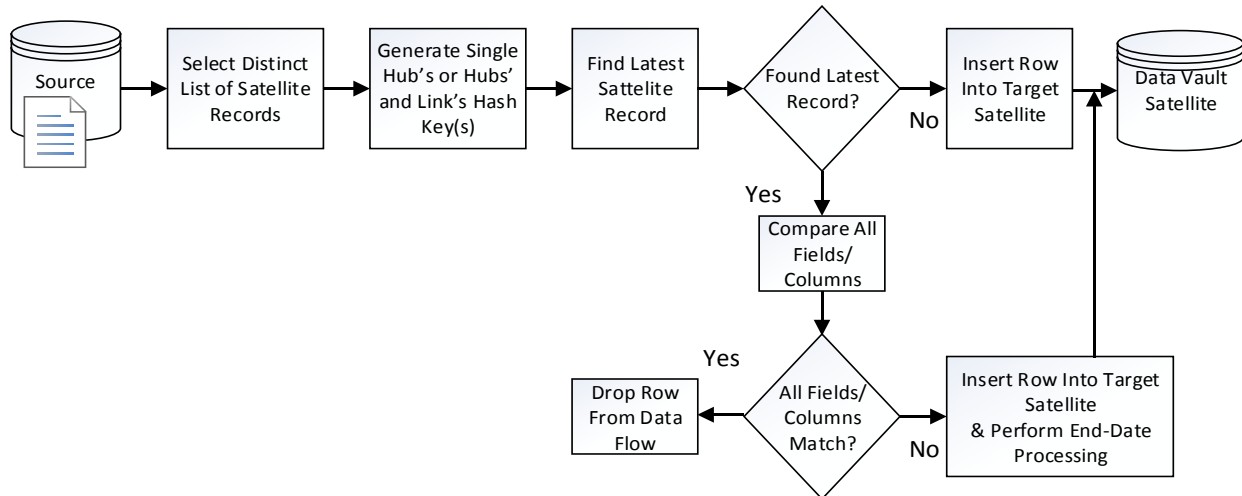 Source
Select Distinct
List of Satellite
Records
Generate Single
Hub's or Hubs'
and Link's Hash
Key(s)
Find Latest
Sattelite
Record
Found Latest
Record?
No
Insert Row
Into Target
Satellite
Data Vault
Satellite
Yes
Compare All
Fields/
Columns
Yes
Drop Row
From Data
Flow
All Fields/
Columns
Match?
No
Insert Row Into Target
Satellite
& Perform End-Date
Processing